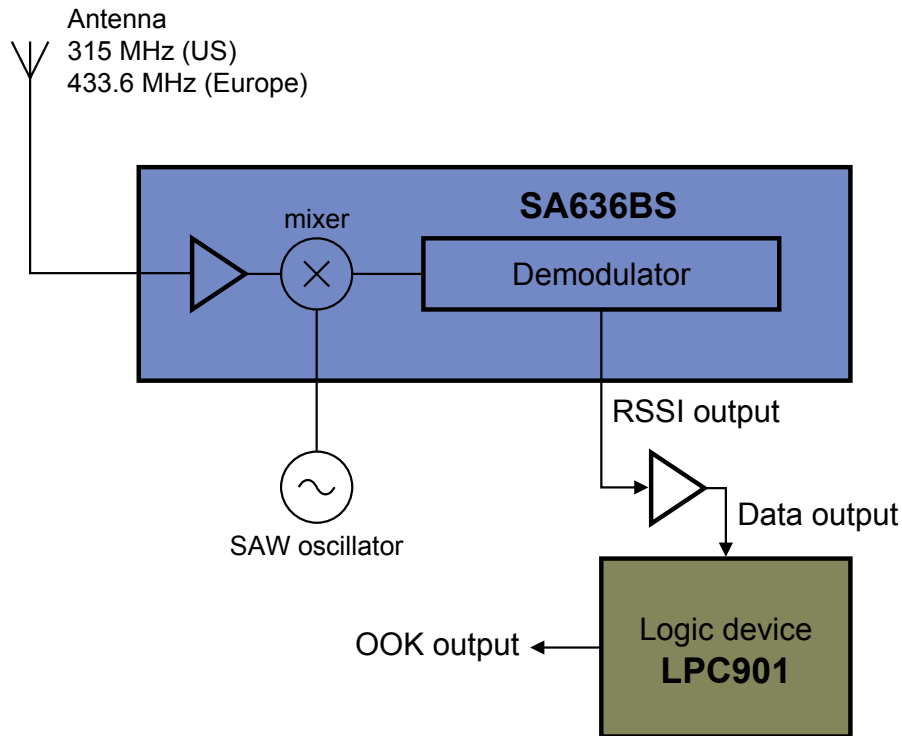 Antenna
315 MHz (US)
433.6 MHz (Europe)
SA636BS
mixer
Demodulator
RSSI output
SAW oscillator
Data output
OOK output
Logic device
LPC901